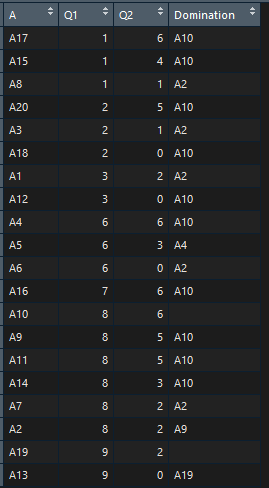 A Q1 Q2 Domination
A17 1 6 A10
A15 1 4 A10
A8 1 1 A2
A20 2 5 A10
A3 2 1 A2
A18 2 0 A10
A1 3 2 A2
A12 3 0 A10
A4 6 6 A10
A5 6 3 A4
A6 6 0 A2
A16 7 6 A10
A10 8 6
A9 8 5 A10
A11 8 5 A10
A14 8 3 A10
A7 8 2 A2
A2 8 2 A9
A19 9 2
A13 9 0 A19